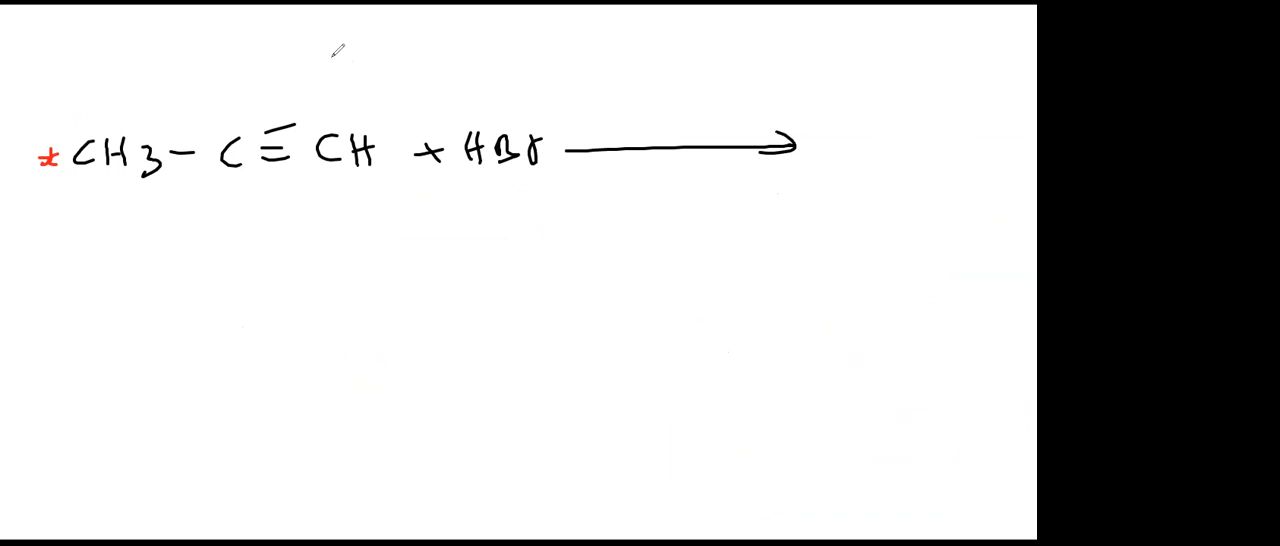 * CH3 - C ≡ CH + HBr ⟶